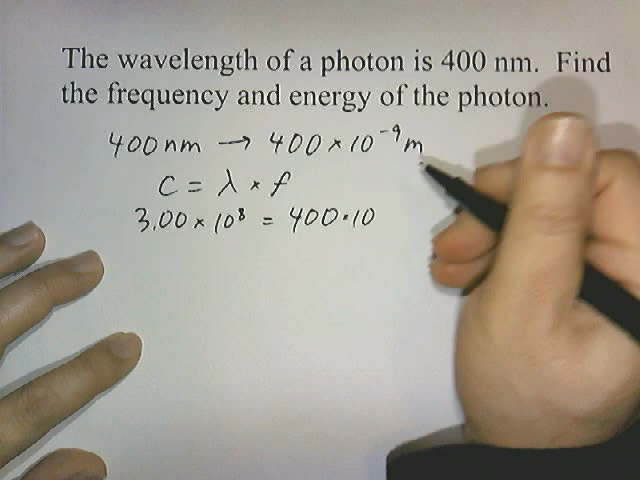 The wavelength of a photon is 400 nm. Find
the frequency and energy of the photon.
400nm → 400 × 10⁻⁹ m
c = λ × f
3.00 × 10⁸ = 400·10